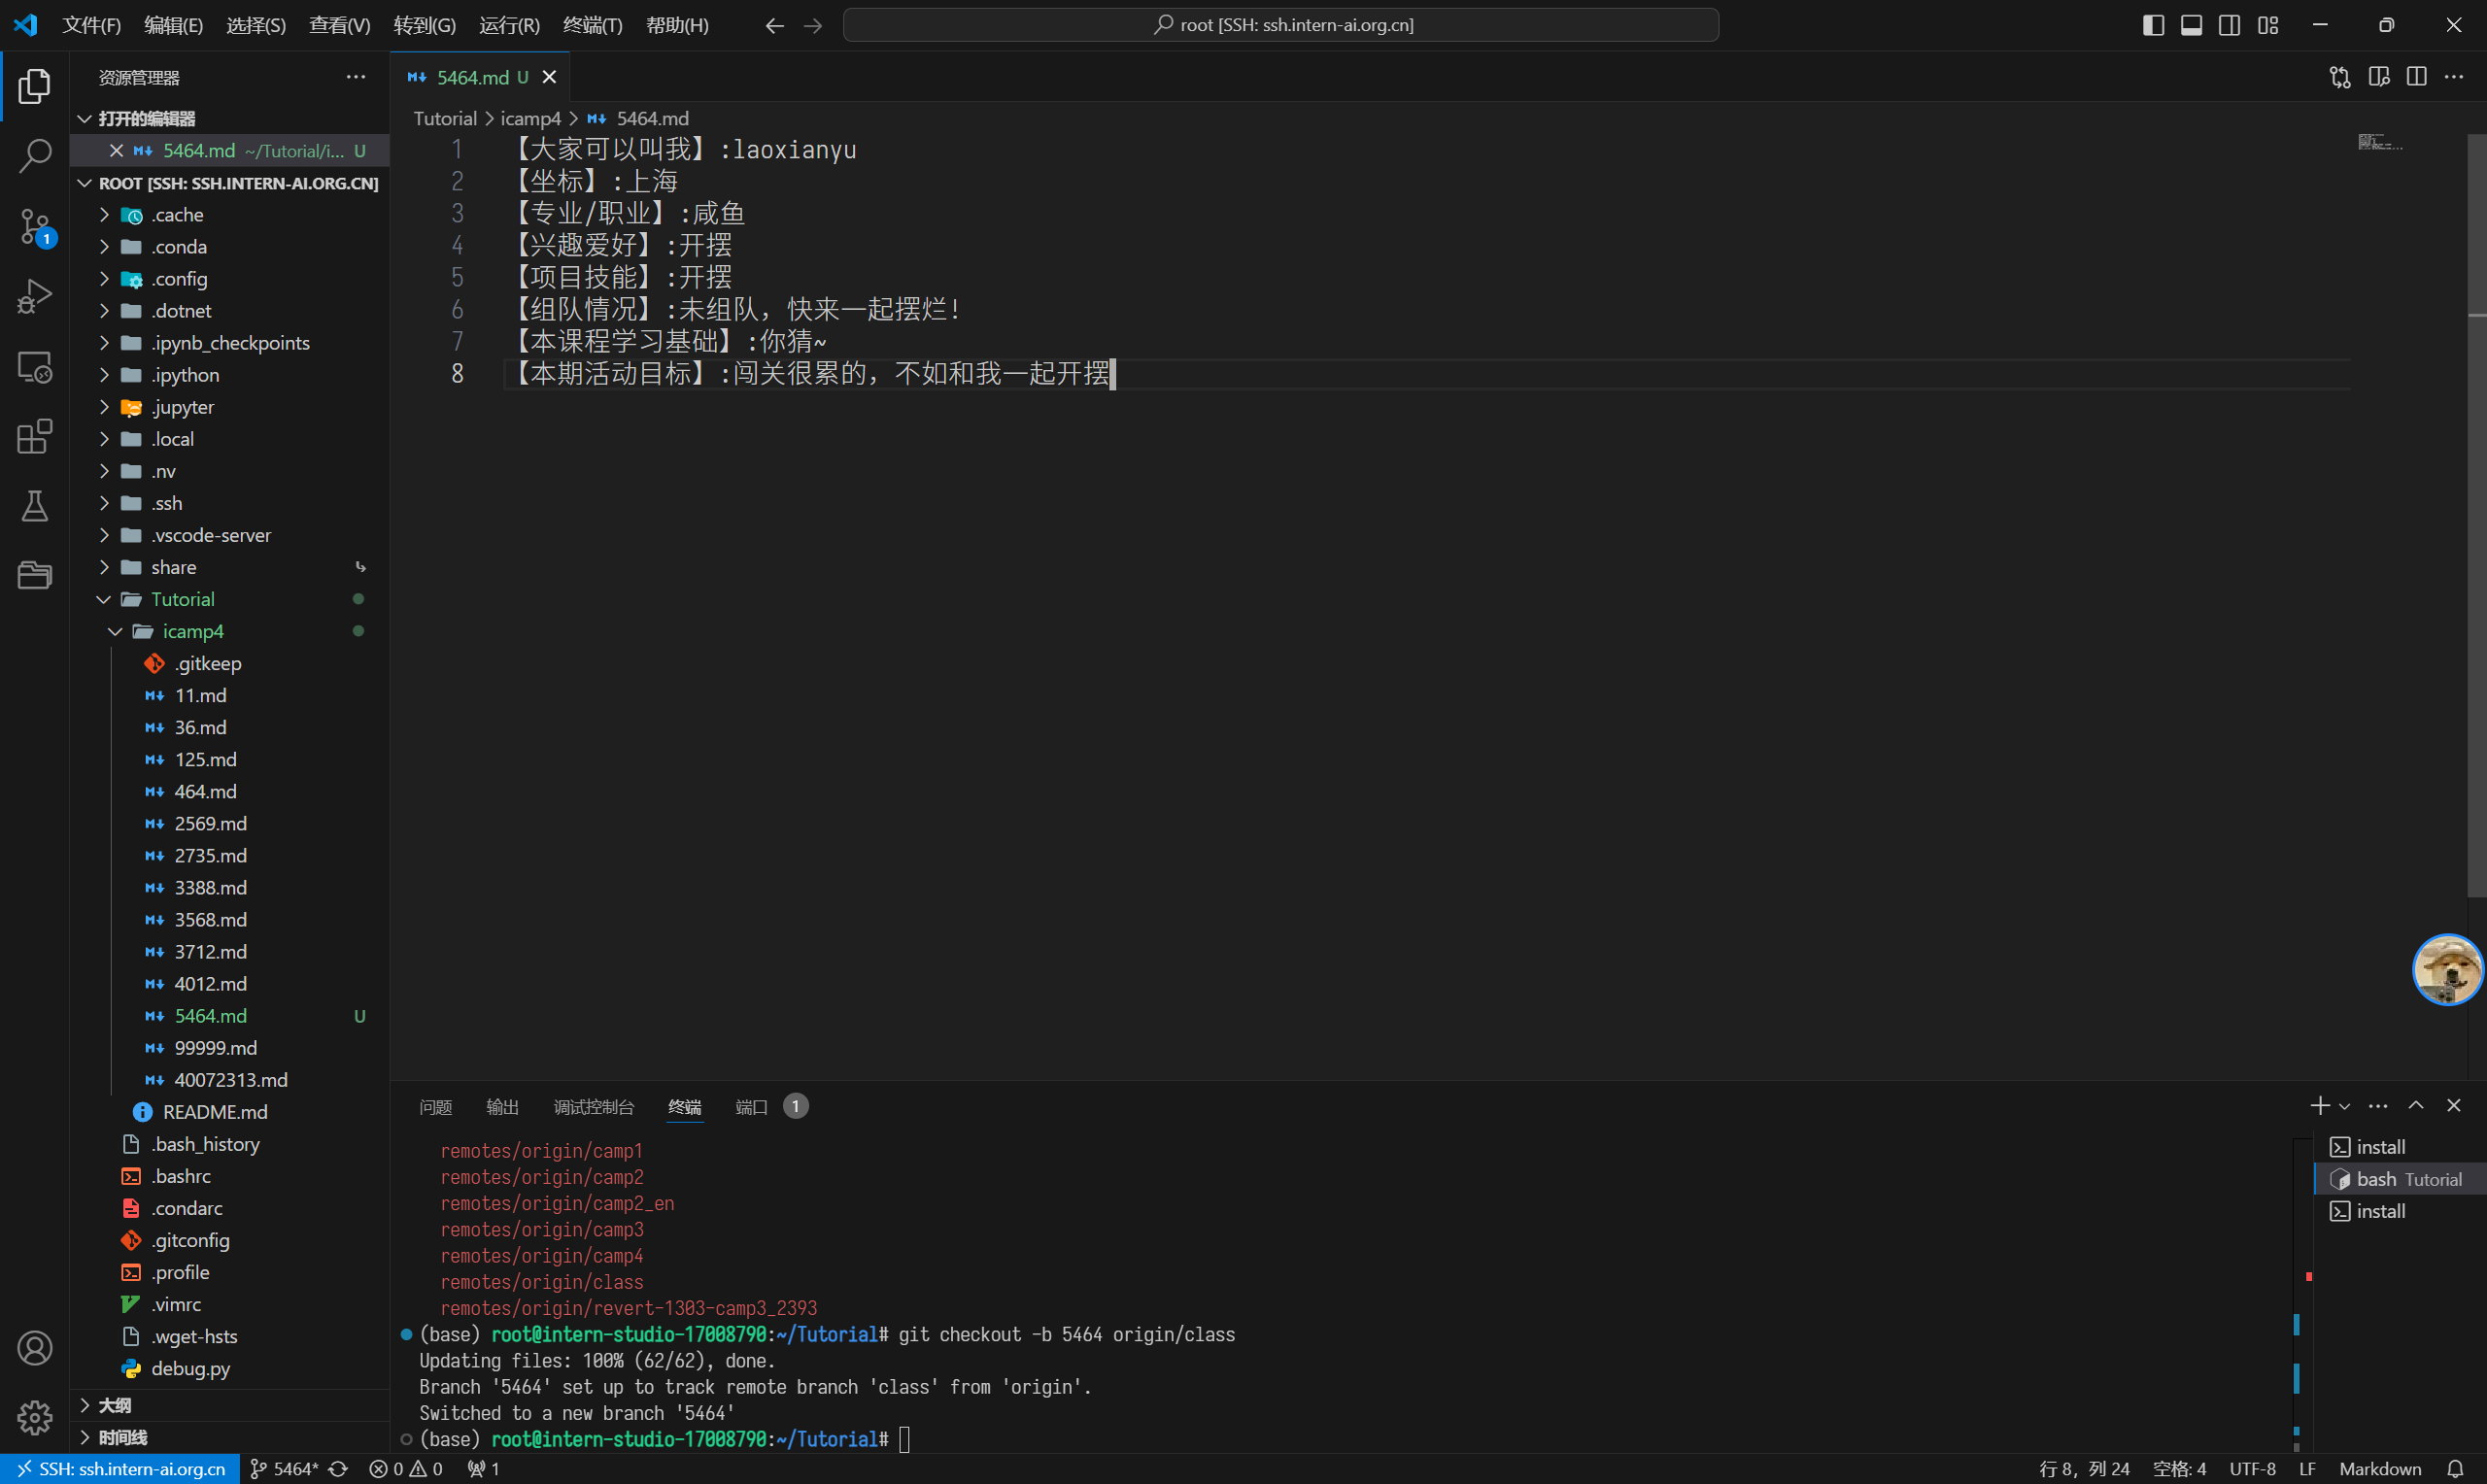 文件(F) 编辑(E) 选择(S) 查看(V) 转到(G) 运行(R) 终端(T) 帮助(H) root [SSH: ssh.intern-ai.org.cn]
资源管理器
打开的编辑器
5464.md ~/Tutorial/i... U
ROOT [SSH: SSH.INTERN-AI.ORG.CN]
.cache
.conda
.config
.dotnet
.ipynb_checkpoints
.ipython
.jupyter
.local
.nv
.ssh
.vscode-server
share
Tutorial
icamp4
.gitkeep
11.md
36.md
125.md
464.md
2569.md
2735.md
3388.md
3568.md
3712.md
4012.md
5464.md U
99999.md
40072313.md
README.md
.bash_history
.bashrc
.condarc
.gitconfig
.profile
.vimrc
.wget-hsts
debug.py
大纲
时间线
1
5464.md U
Tutorial > icamp4 > 5464.md
1 【大家可以叫我】:laoxianyu
2 【坐标】:上海
3 【专业/职业】:咸鱼
4 【兴趣爱好】:开摆
5 【项目技能】:开摆
6 【组队情况】:未组队，快来一起摆烂！
7 【本课程学习基础】:你猜~
8 【本期活动目标】:闯关很累的，不如和我一起开摆
问题 输出 调试控制台 终端 端口 1
remotes/origin/camp1
remotes/origin/camp2
remotes/origin/camp2_en
remotes/origin/camp3
remotes/origin/camp4
remotes/origin/class
remotes/origin/revert-1303-camp3_2393
(base) root@intern-studio-17008790:~/Tutorial# git checkout -b 5464 origin/class
Updating files: 100% (62/62), done.
Branch '5464' set up to track remote branch 'class' from 'origin'.
Switched to a new branch '5464'
(base) root@intern-studio-17008790:~/Tutorial#
install
bash Tutorial
install
SSH: ssh.intern-ai.org.cn 5464* 0 0 1 行 8，列 24 空格: 4 UTF-8 LF Markdown